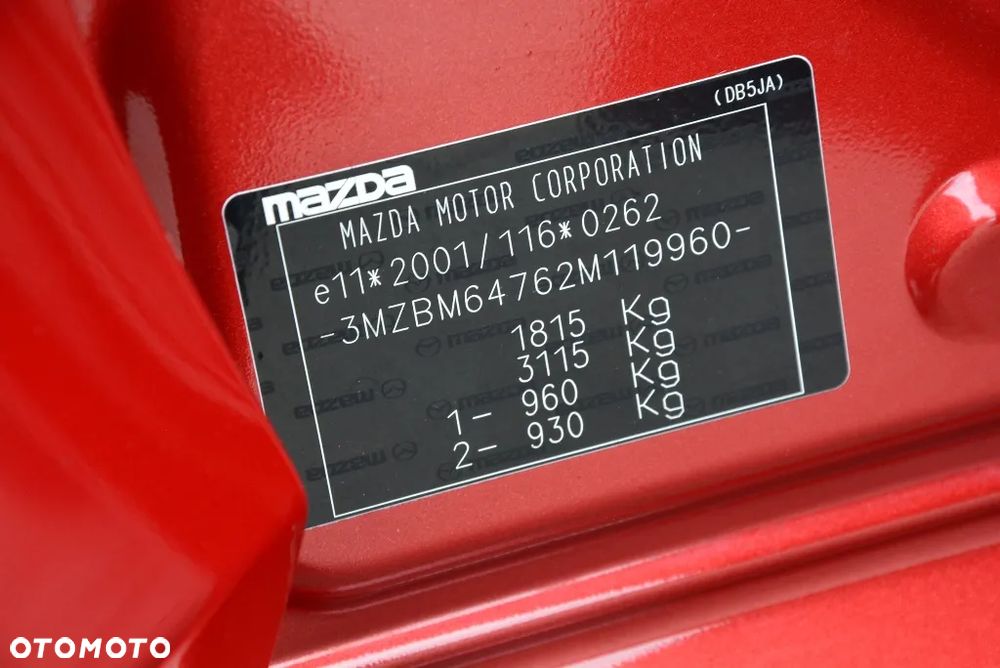 (DB5JA)
mazda
MAZDA MOTOR CORPORATION
e11*2001/116*0262
-3MZBM64762M119960-
1815 Kg
3115 Kg
1- 960 Kg
2- 930 Kg
OTOMOTO